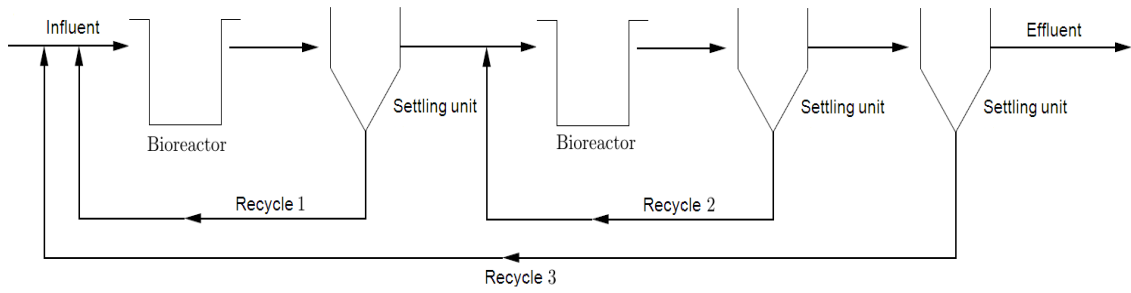 Influent
Effluent
Settling unit
Settling unit
Settling unit
Bioreactor
Bioreactor
Recycle 1
Recycle 2
Recycle 3